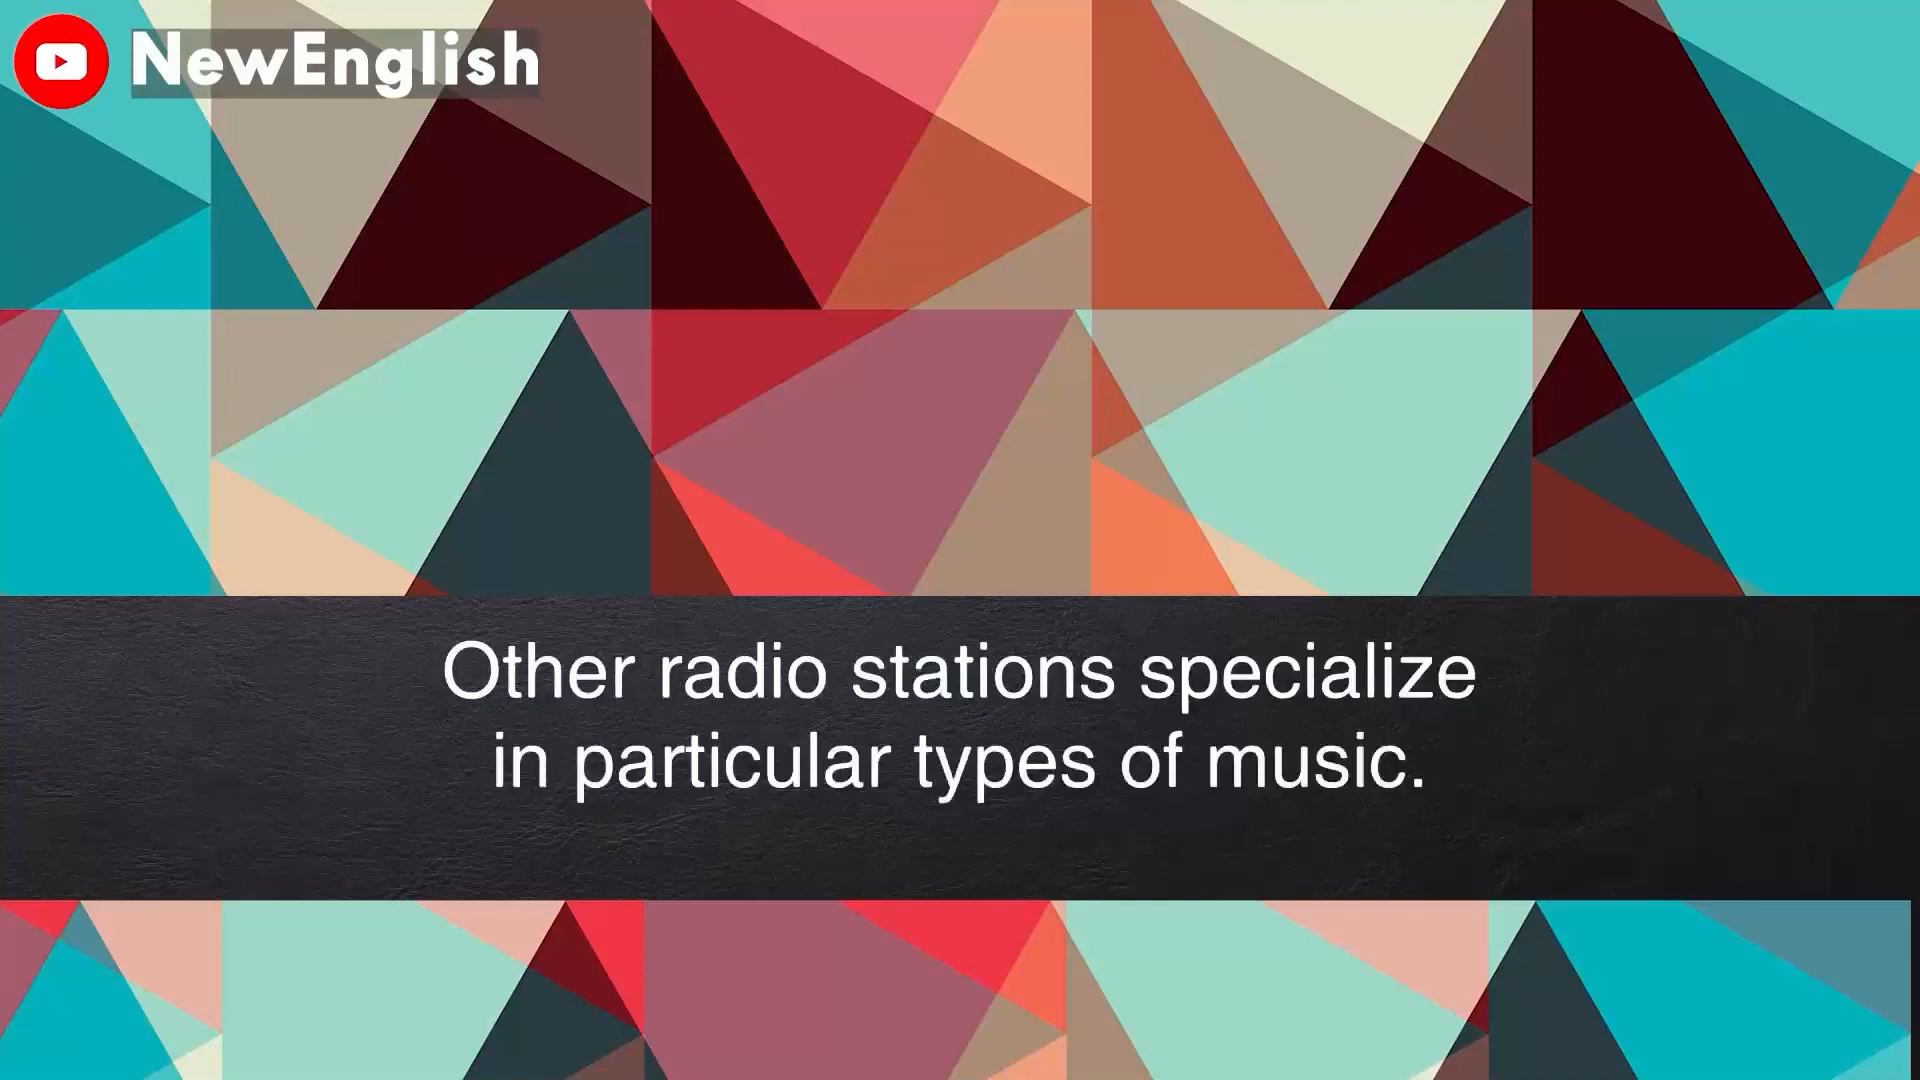 NewEnglish
Other radio stations specialize
in particular types of music.